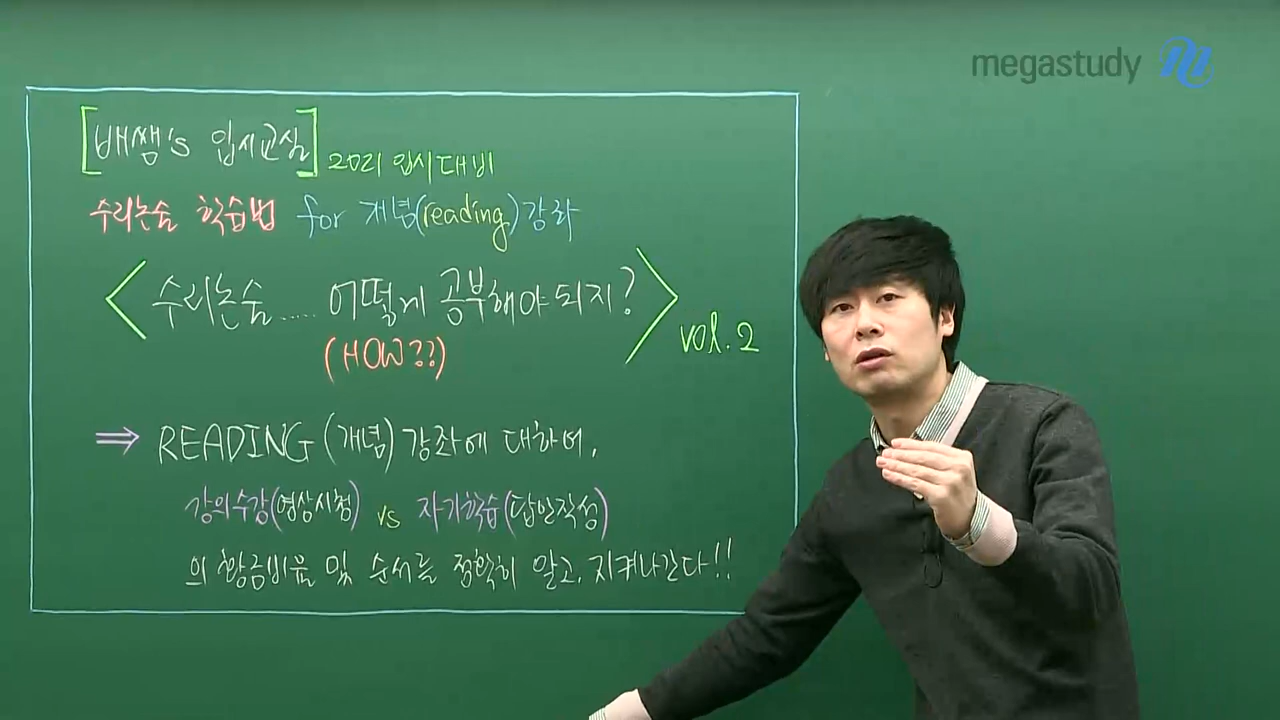 megastudy
[배쌤's 입시교실] 2021 입시대비
수리논술 학습법 for 개념(reading)강좌
<수리논술..... 어떻게 공부해야 되지?> vol.2
(HOW??)
⇒ READING(개념)강좌에 대하여,
강의수강(영상시청) vs 자기학습(답안작성)
의 황금비율 및 순서를 정확히 알고, 지켜나간다!!